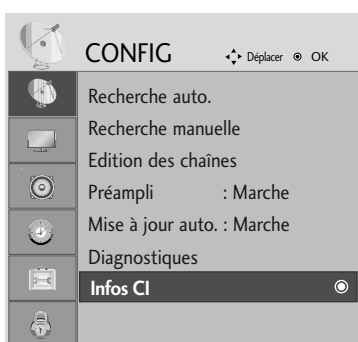 CONFIG Déplacer OK
Recherche auto.
Recherche manuelle
Edition des chaînes
Préampli : Marche
Mise à jour auto. : Marche
Diagnostiques
Infos CI